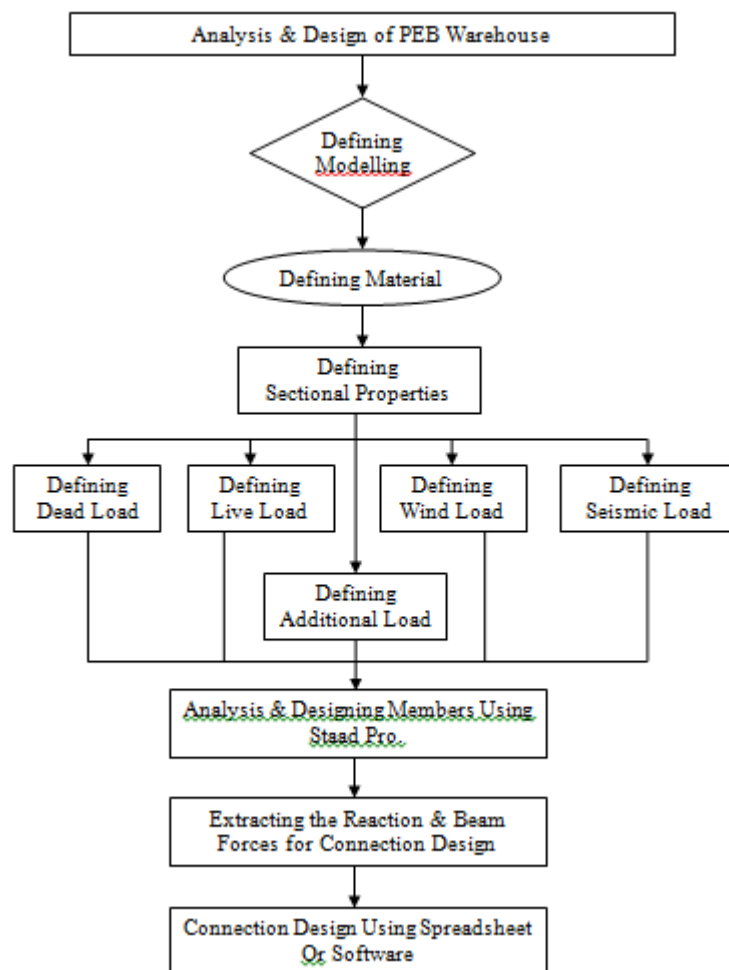 Analysis & Design of PEB Warehouse
Defining
Modelling
Defining Material
Defining
Sectional Properties
Defining
Dead Load
Defining
Live Load
Defining
Wind Load
Defining
Seismic Load
Defining
Additional Load
Analysis & Designing Members Using
Staad Pro.
Extracting the Reaction & Beam
Forces for Connection Design
Connection Design Using Spreadsheet
Or Software